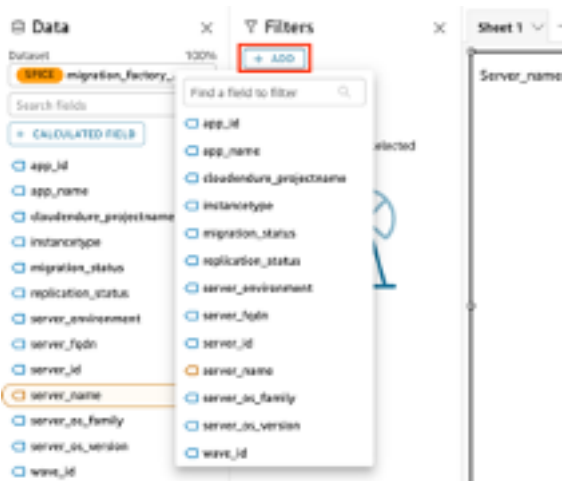 Data
Dataset
100%
SPICE migration_factory_
Search fields
+ CALCULATED FIELD
app_id
app_name
cloudendure_projectname
instancetype
migration_status
replication_status
server_environment
server_fqdn
server_id
server_name
server_os_family
server_os_version
wave_id
Filters
+ ADD
Find a field to filter
app_id
app_name
cloudendure_projectname
instancetype
migration_status
replication_status
server_environment
server_fqdn
server_id
server_name
server_os_family
server_os_version
wave_id
elected
Sheet 1
Server_name